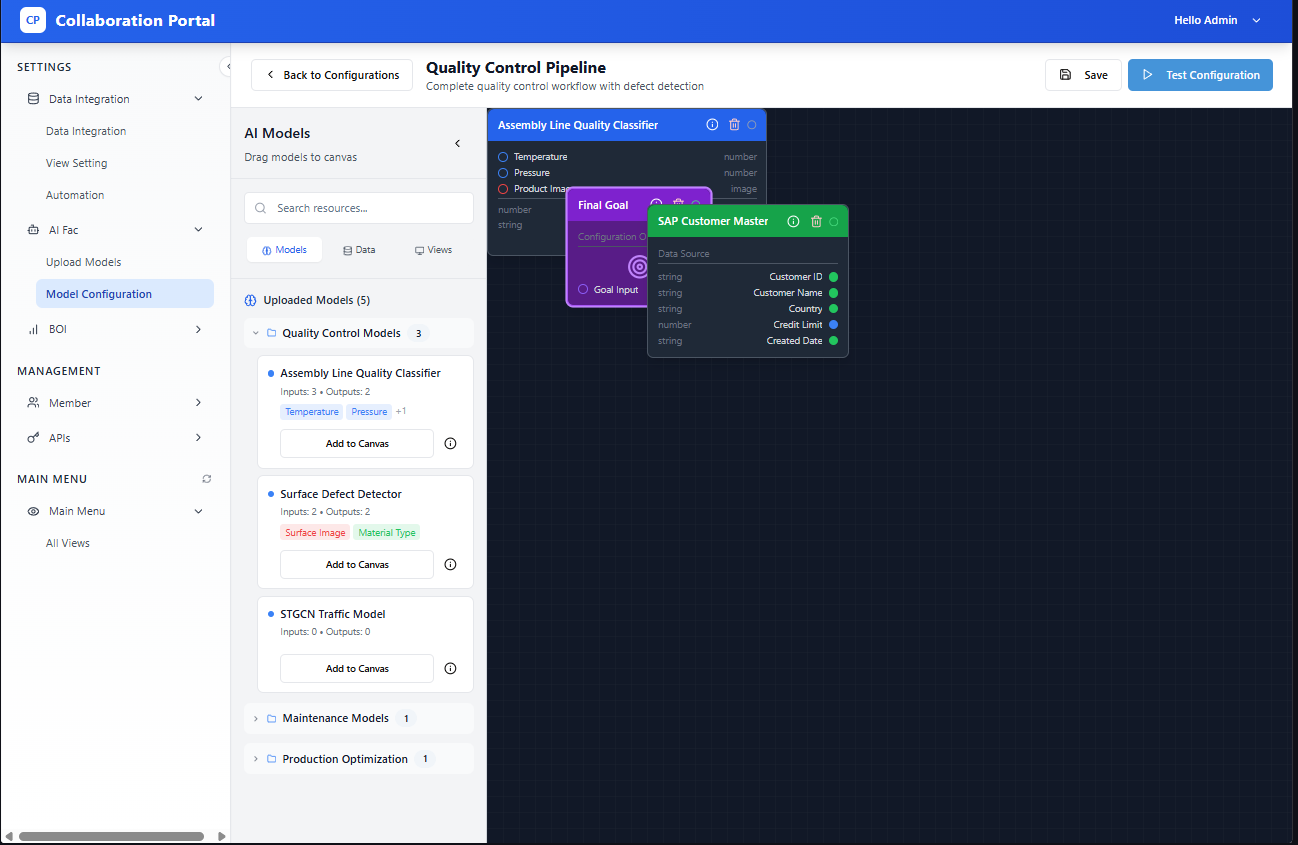 CP Collaboration Portal
Hello Admin
SETTINGS
Data Integration
Data Integration
View Setting
Automation
AI Fac
Upload Models
Model Configuration
BOI
MANAGEMENT
Member
APIs
MAIN MENU
Main Menu
All Views
Back to Configurations
Quality Control Pipeline
Complete quality control workflow with defect detection
Save
Test Configuration
AI Models
Drag models to canvas
Search resources...
Models Data Views
Uploaded Models (5)
Quality Control Models 3
Assembly Line Quality Classifier
Inputs: 3 • Outputs: 2
Temperature Pressure +1
Add to Canvas
Surface Defect Detector
Inputs: 2 • Outputs: 2
Surface Image Material Type
Add to Canvas
STGCN Traffic Model
Inputs: 0 • Outputs: 0
Add to Canvas
Maintenance Models 1
Production Optimization 1
Assembly Line Quality Classifier
Temperature number
Pressure number
Product Imag image
number
string
Final Goal
Configuration O
Goal Input
SAP Customer Master
Data Source
string Customer ID
string Customer Name
string Country
number Credit Limit
string Created Date